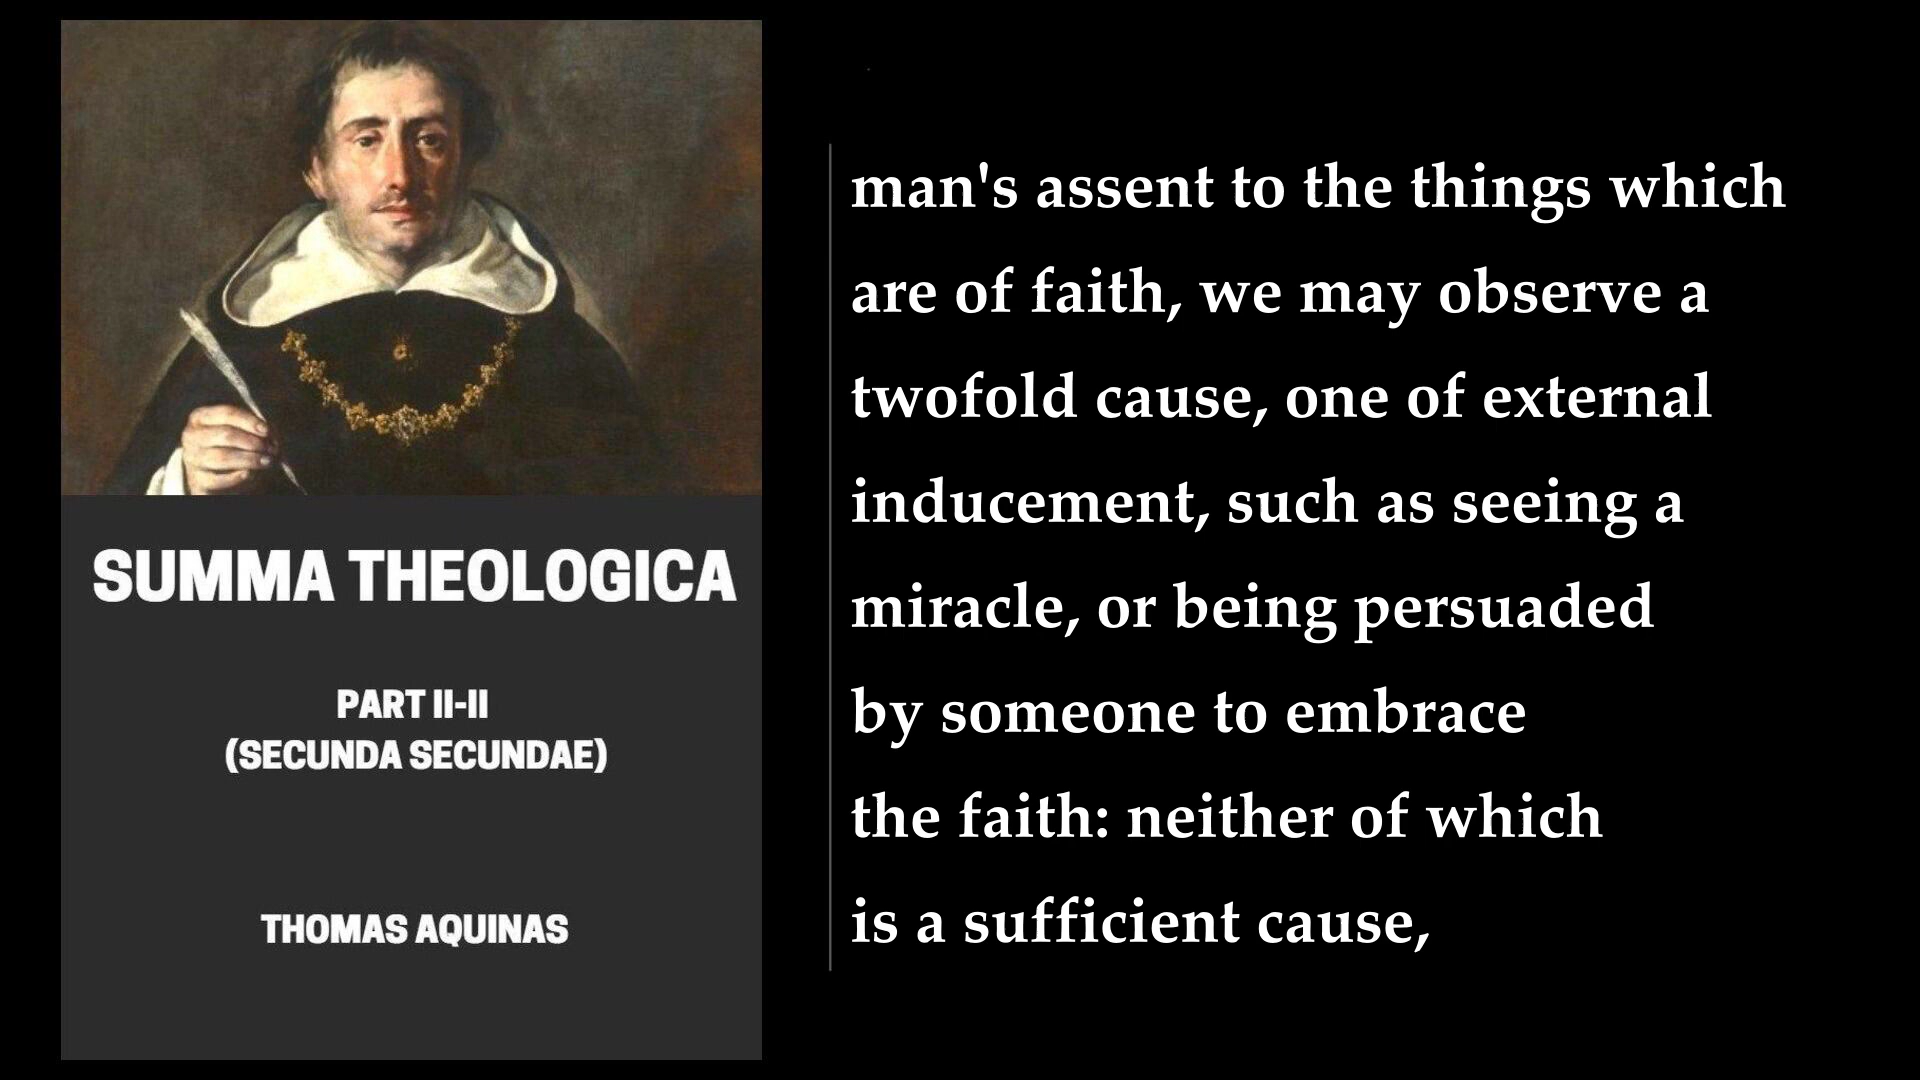 SUMMA THEOLOGICA
PART II-II
(SECUNDA SECUNDAE)
THOMAS AQUINAS
man's assent to the things which
are of faith, we may observe a
twofold cause, one of external
inducement, such as seeing a
miracle, or being persuaded
by someone to embrace
the faith: neither of which
is a sufficient cause,